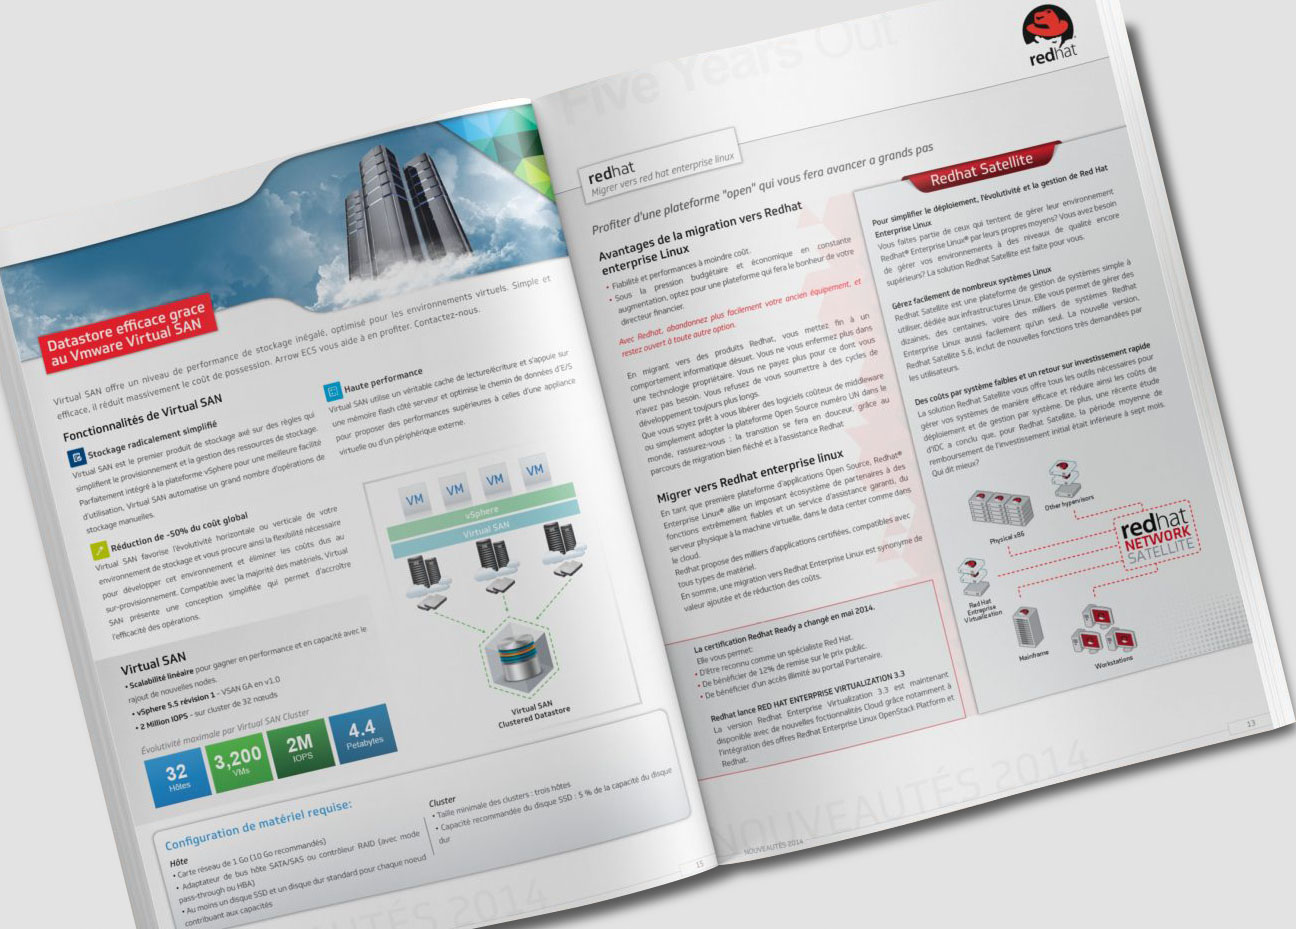 Datastore efficace grace
au Vmware Virtual SAN
Virtual SAN offre un niveau de performance de stockage inégalé, optimisé pour les environnements virtuels. Simple et
efficace, il réduit massivement le coût de possession. Arrow ECS vous aide à en profiter. Contactez-nous.
Fonctionnalités de Virtual SAN
Stockage radicalement simplifié
Virtual SAN est le premier produit de stockage axé sur des règles qui
simplifient le provisionnement et la gestion des ressources de stockage.
Parfaitement intégré à la plateforme vSphere pour une meilleure facilité
d'utilisation, Virtual SAN automatise un grand nombre d'opérations de
stockage manuelles.
Réduction de -50% du coût global
Virtual SAN favorise l'évolutivité horizontale ou verticale de votre
environnement de stockage et vous procure ainsi la flexibilité nécessaire
pour développer cet environnement et éliminer les coûts dus au
sur-provisionnement. Compatible avec la majorité des matériels, Virtual
SAN présente une conception simplifiée qui permet d'accroître
l'efficacité des opérations.
Haute performance
Virtual SAN utilise un véritable cache de lecture/écriture et s'appuie sur
une mémoire flash côté serveur et optimise le chemin de données d'E/S
pour proposer des performances supérieures à celles d'une appliance
virtuelle ou d'un périphérique externe.
VM VM VM VM
vSphere
Virtual SAN
Virtual SAN
Clustered Datastore
Virtual SAN
• Scalabilité linéaire pour gagner en performance et en capacité avec le
rajout de nouvelles nodes.
• vSphere 5.5 révision 1 - VSAN GA en v1.0
• 2 Million IOPS - sur cluster de 32 nœuds
Evolutivité maximale par Virtual SAN Cluster
32
Hôtes
3,200
VMs
2M
IOPS
4.4
Petabytes
Configuration de matériel requise:
Hôte
• Carte réseau de 1 Go (10 Go recommandés)
• Adaptateur de bus hôte SATA/SAS ou contrôleur RAID (avec mode
pass-through ou HBA)
• Au moins un disque SSD et un disque dur standard pour chaque noeud
contribuant aux capacités
Cluster
• Taille minimale des clusters : trois hôtes
• Capacité recommandée du disque SSD : 5 % de la capacité du disque
dur
15
Five Years Out
redhat
redhat
Migrer vers red hat enterprise linux
Profiter d'une plateforme "open" qui vous fera avancer a grands pas
Avantages de la migration vers Redhat
enterprise Linux
• Fiabilité et performances à moindre coût.
• Sous la pression budgétaire et économique en constante
augmentation, optez pour une plateforme qui fera le bonheur de votre
directeur financier.
Avec Redhat, abandonnez plus facilement votre ancien équipement, et
restez ouvert à toute autre option.
En migrant vers des produits Redhat, vous mettez fin à un
comportement informatique désuet. Vous ne vous enfermez plus dans
une technologie propriétaire. Vous ne payez plus pour ce dont vous
n'avez pas besoin. Vous refusez de vous soumettre à des cycles de
développement toujours plus longs.
Que vous soyez prêt à vous libérer des logiciels coûteux de middleware
ou simplement adopter la plateforme Open Source numéro UN dans le
monde, rassurez-vous : la transition se fera en douceur, grâce au
parcours de migration bien fléché et à l'assistance Redhat
Migrer vers Redhat enterprise linux
En tant que première plateforme d'applications Open Source, Redhat®
Enterprise Linux® allie un imposant écosystème de partenaires à des
fonctions extrêmement fiables et un service d'assistance garanti, du
serveur physique à la machine virtuelle, dans le data center comme dans
le cloud.
Redhat propose des milliers d'applications certifiées, compatibles avec
tous types de matériel.
En somme, une migration vers Redhat Enterprise Linux est synonyme de
valeur ajoutée et de réduction des coûts.
La certification Redhat Ready a changé en mai 2014.
Elle vous permet:
• D'être reconnu comme un spécialiste Red Hat.
• De bénéficier de 12% de remise sur le prix public.
• De bénéficier d'un accès illimité au portail Partenaire.
Redhat lance RED HAT ENTERPRISE VIRTUALIZATION 3.3
La version Redhat Enterprise Virtualization 3.3 est maintenant
disponible avec de nouvelles foctionnalités Cloud grâce notamment à
l'intégration des offres Redhat Enterprise Linux OpenStack Platform et
Redhat.
Redhat Satellite
Pour simplifier le déploiement, l'évolutivité et la gestion de Red Hat
Enterprise Linux
Vous faites partie de ceux qui tentent de gérer leur environnement
Redhat® Enterprise Linux® par leurs propres moyens? Vous avez besoin
de gérer vos environnements à des niveaux de qualité encore
supérieurs? La solution Redhat Satellite est faite pour vous.
Gérez facilement de nombreux systèmes Linux
Redhat Satellite est une plateforme de gestion de systèmes simple à
utiliser, dédiée aux infrastructures Linux. Elle vous permet de gérer des
dizaines, des centaines, voire des milliers de systèmes Redhat
Enterprise Linux aussi facilement qu'un seul. La nouvelle version,
Redhat Satellite 5.6, inclut de nouvelles fonctions très demandées par
les utilisateurs.
Des coûts par système faibles et un retour sur investissement rapide
La solution Redhat Satellite vous offre tous les outils nécessaires pour
gérer vos systèmes de manière efficace et réduire ainsi les coûts de
déploiement et de gestion par système. De plus, une récente étude
d'IDC a conclu que, pour Redhat Satellite, la période moyenne de
remboursement de l'investissement initial était inférieure à sept mois.
Qui dit mieux?
Other hypervisors
Physical x86
redhat
NETWORK
SATELLITE
Red Hat
Entreprise
Virtualization
Mainframe
Workstations
NOUVEAUTÉS 2014
NOUVEAUTÉS 2014
13
AUTÉS 2014